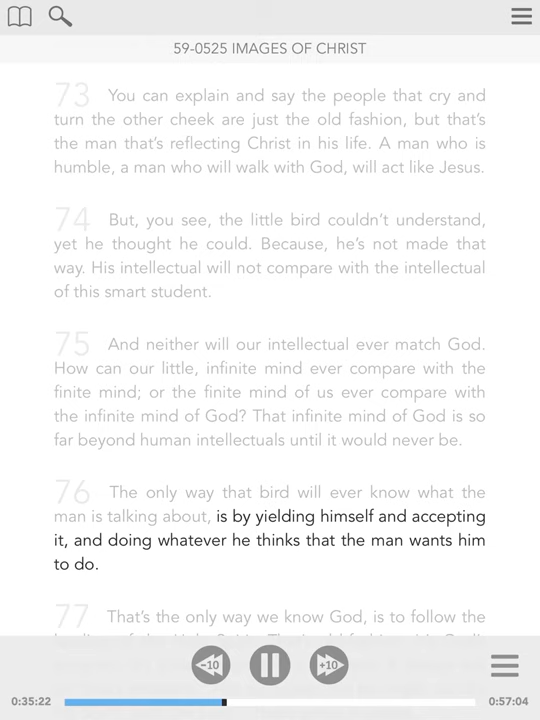 59-0525 IMAGES OF CHRIST
73 You can explain and say the people that cry and
turn the other cheek are just the old fashion, but that's
the man that's reflecting Christ in his life. A man who is
humble, a man who will walk with God, will act like Jesus.
74 But, you see, the little bird couldn't understand,
yet he thought he could. Because, he's not made that
way. His intellectual will not compare with the intellectual
of this smart student.
75 And neither will our intellectual ever match God.
How can our little, infinite mind ever compare with the
finite mind; or the finite mind of us ever compare with
the infinite mind of God? That infinite mind of God is so
far beyond human intellectuals until it would never be.
76 The only way that bird will ever know what the
man is talking about, is by yielding himself and accepting
it, and doing whatever he thinks that the man wants him
to do.
77 That's the only way we know God, is to follow the
-10 +10
0:35:22 0:57:04